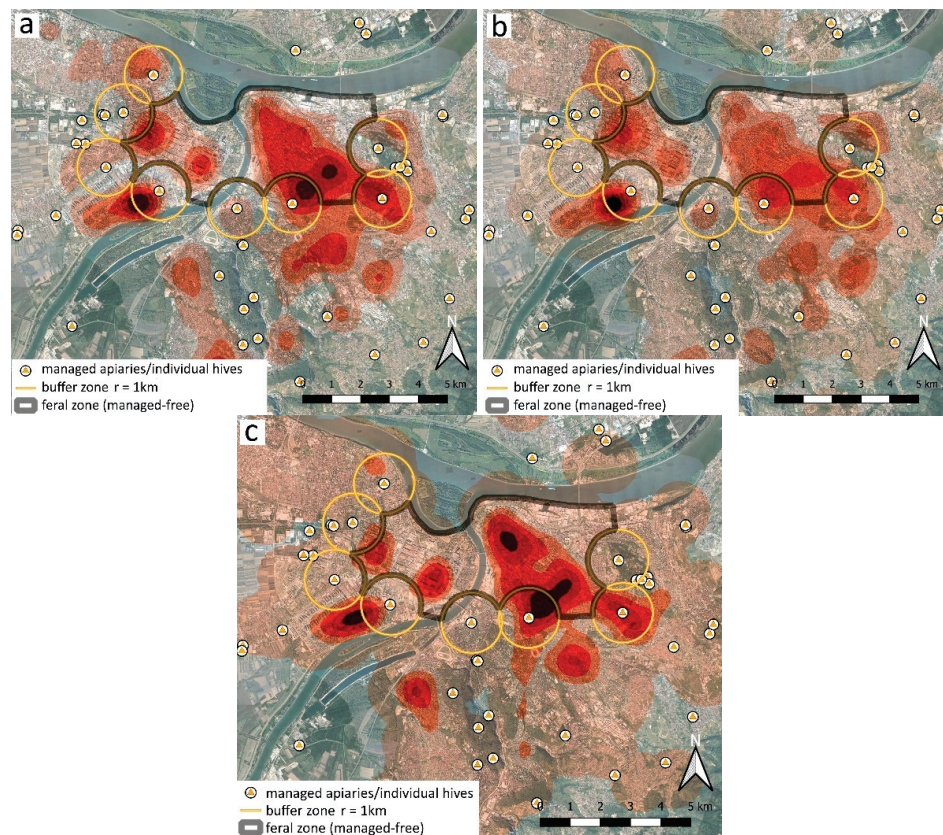 a
N
managed apiaries/individual hives
buffer zone r = 1km
feral zone (managed-free)
0 1 2 3 4 5 km
b
N
managed apiaries/individual hives
buffer zone r = 1km
feral zone (managed-free)
0 1 2 3 4 5 km
c
N
managed apiaries/individual hives
buffer zone r = 1km
feral zone (managed-free)
0 1 2 3 4 5 km